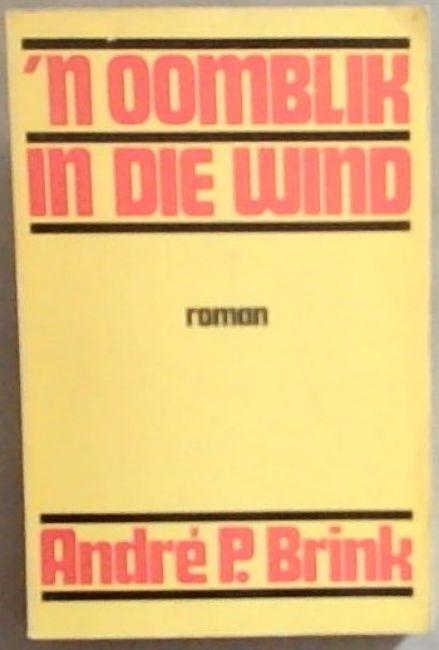 'n OOMBLIK
IN DIE WIND
roman
André P. Brink